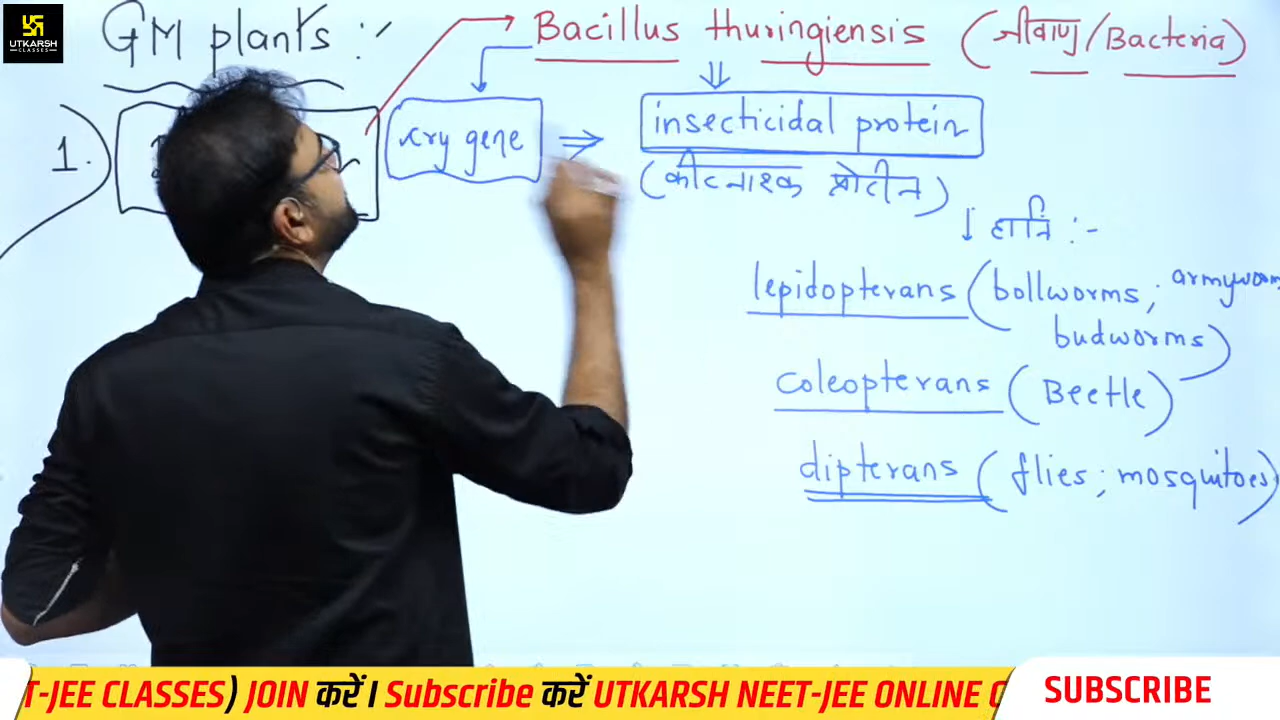 UTKARSH
CLASSES
GM plants :-
Bacillus thuringiensis (जीवाणु/Bacteria)
1.
cry gene ⇒ insecticidal protein
(कीटनाशक प्रोटीन)
↓ हानि :-
lepidopterans (bollworms; armyworm
budworms)
coleopterans (Beetle)
dipterans (flies; mosquitoes)
T-JEE CLASSES) JOIN करें I Subscribe करें UTKARSH NEET-JEE ONLINE C
SUBSCRIBE